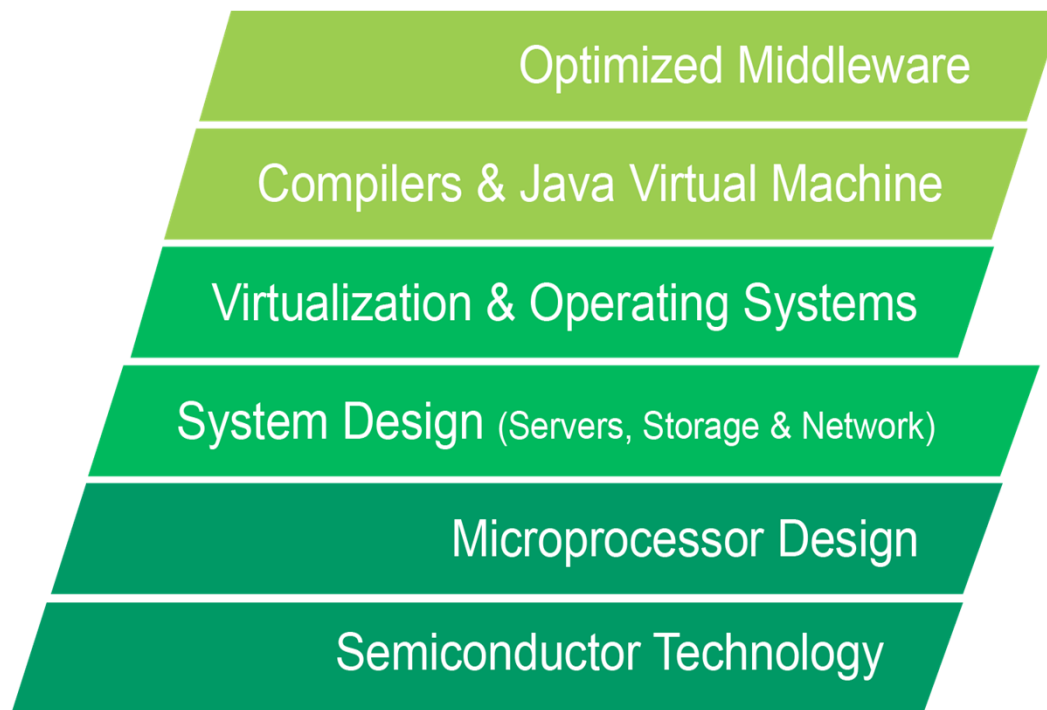 Optimized Middleware
Compilers & Java Virtual Machine
Virtualization & Operating Systems
System Design (Servers, Storage & Network)
Microprocessor Design
Semiconductor Technology